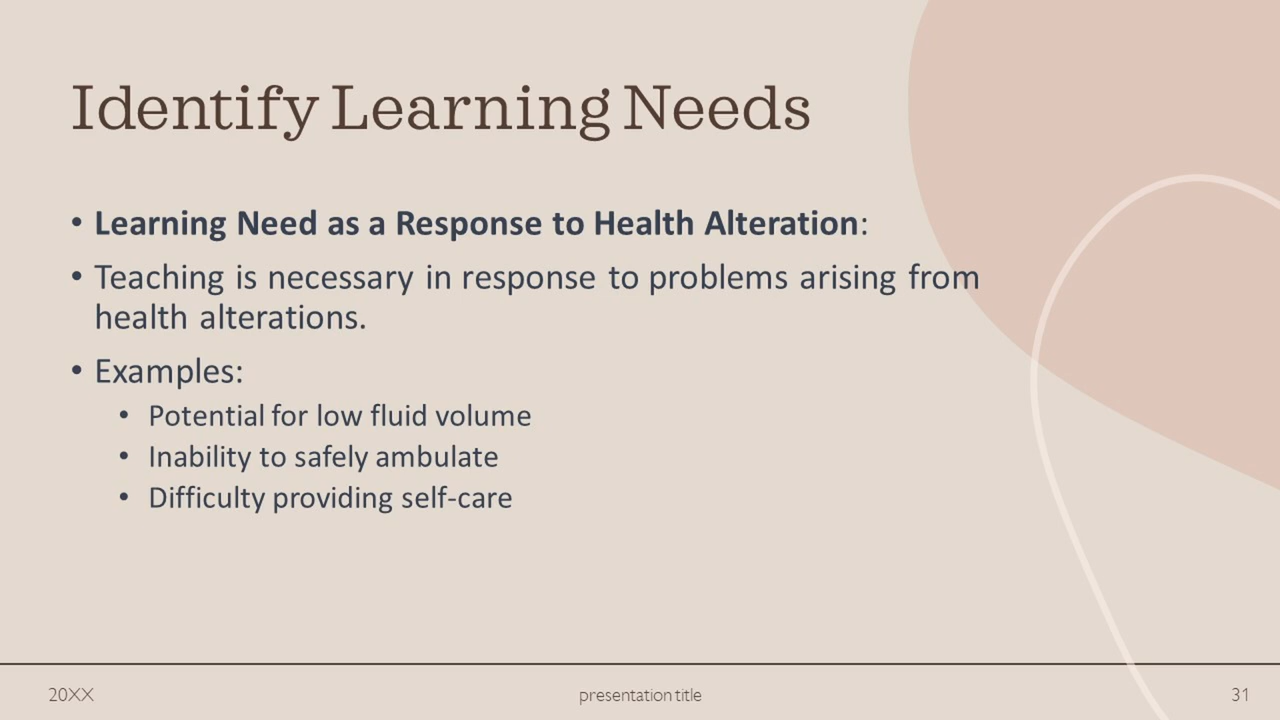 Identify Learning Needs
• Learning Need as a Response to Health Alteration:
• Teaching is necessary in response to problems arising from
health alterations.
• Examples:
• Potential for low fluid volume
• Inability to safely ambulate
• Difficulty providing self-care
20XX
presentation title
31